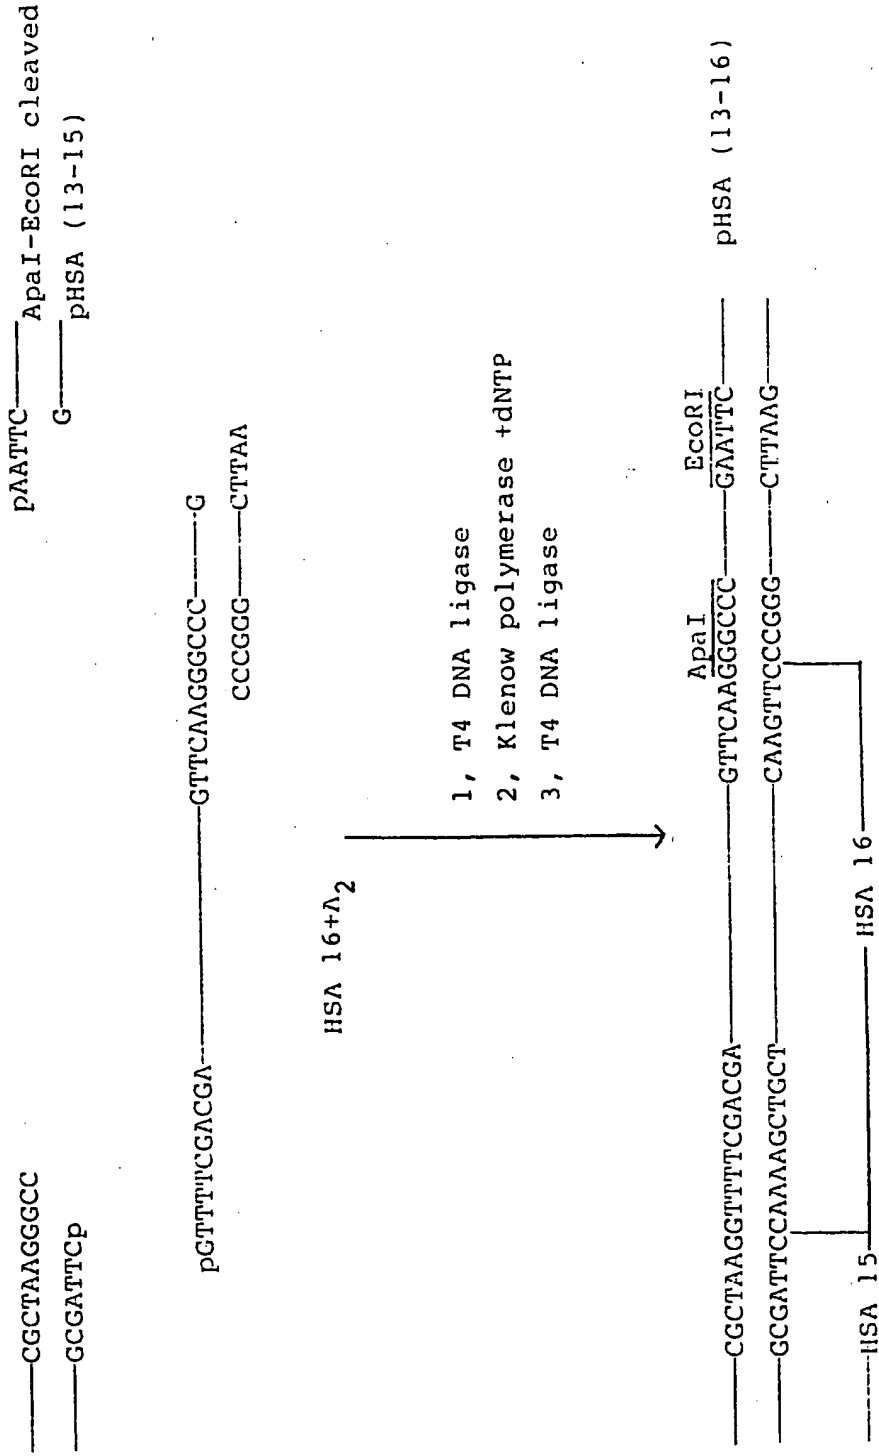 CGCTAAGGGCC pAATTC ApaI-EcoRI cleaved
GCGATTCp G pHSA (13-15)
pGTTTTCGACGA GTTCAAGGGCCC G
CCCGGG CTTAA
HSA 16+A₂
1, T4 DNA ligase
2, Klenow polymerase +dNTP
3, T4 DNA ligase
ApaI EcoRI
CGCTAAGGTTTTCGACGA GTTCAAGGGCCC GAATTC pHSA (13-16)
GCGATTCCAAAAGCTGCT CAAGTTCCCGGG CTTAAG
HSA 15 HSA 16